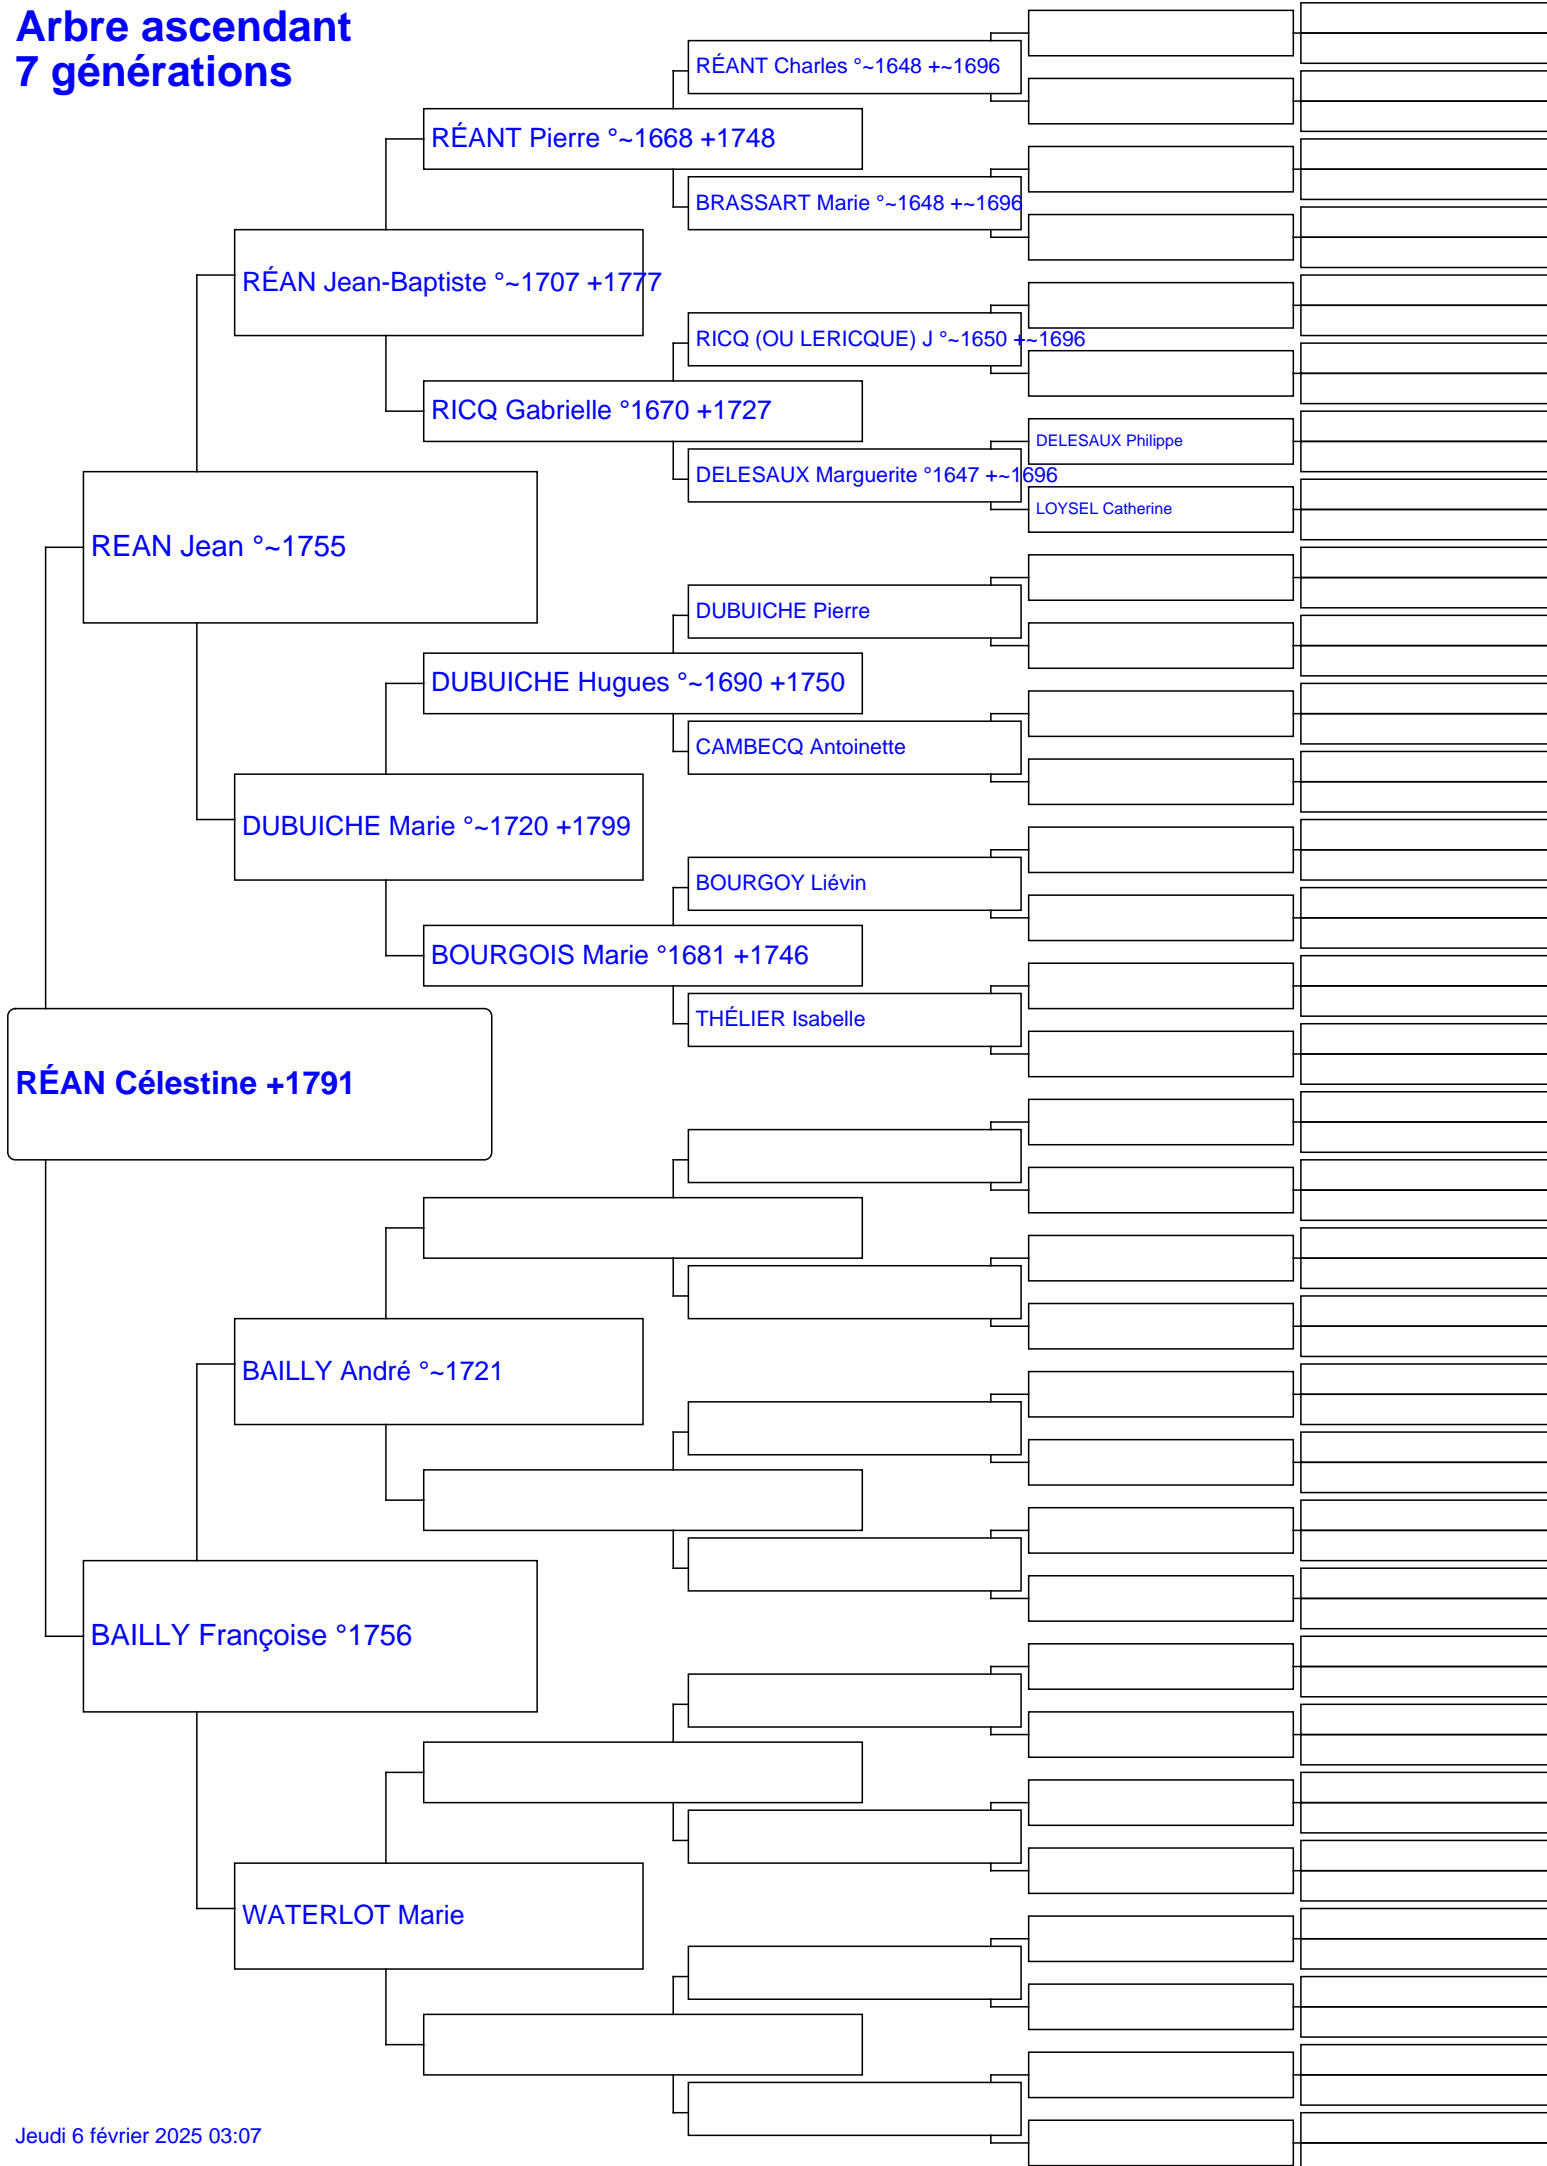 Arbre ascendant
7 générations
RÉANT Charles °~1648 +~1696
RÉANT Pierre °~1668 +1748
BRASSART Marie °~1648 +~1696
RÉAN Jean-Baptiste °~1707 +1777
RICQ (OU LERICQUE) J °~1650 +~1696
RICQ Gabrielle °1670 +1727
DELESAUX Philippe
DELESAUX Marguerite °1647 +~1696
LOYSEL Catherine
REAN Jean °~1755
DUBUICHE Pierre
DUBUICHE Hugues °~1690 +1750
CAMBECQ Antoinette
DUBUICHE Marie °~1720 +1799
BOURGOY Liévin
BOURGOIS Marie °1681 +1746
THÉLIER Isabelle
RÉAN Célestine +1791
BAILLY André °~1721
BAILLY Françoise °1756
WATERLOT Marie
Jeudi 6 février 2025 03:07